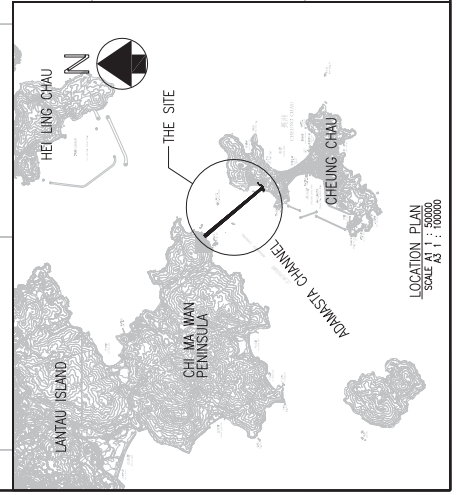 HEI LING CHAU
N
THE SITE
LANTAU ISLAND
CHI MA WAN
PENINSULA
ADAMASTA CHANNEL
CHEUNG CHAU
LOCATION PLAN
SCALE A1 1 : 50000
A3 1 : 100000